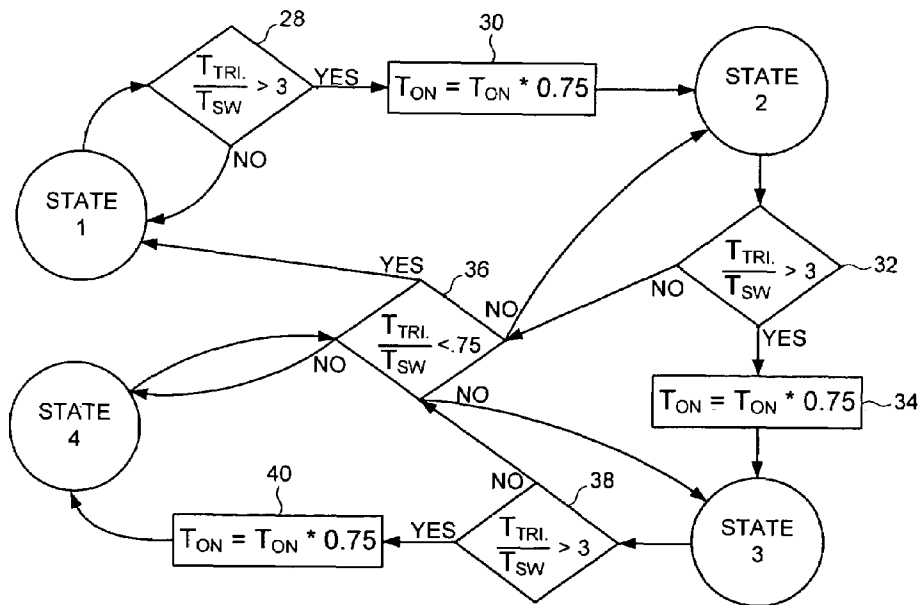 28
T_TRI.
T_SW > 3
YES
NO
30
T_ON = T_ON * 0.75
STATE
2
STATE
1
T_TRI.
T_SW > 3
32
NO
YES
YES
36
T_TRI.
T_SW <.75
NO
NO
NO
T_ON = T_ON * 0.75
34
STATE
4
STATE
3
38
NO
T_TRI.
T_SW > 3
YES
40
T_ON = T_ON * 0.75